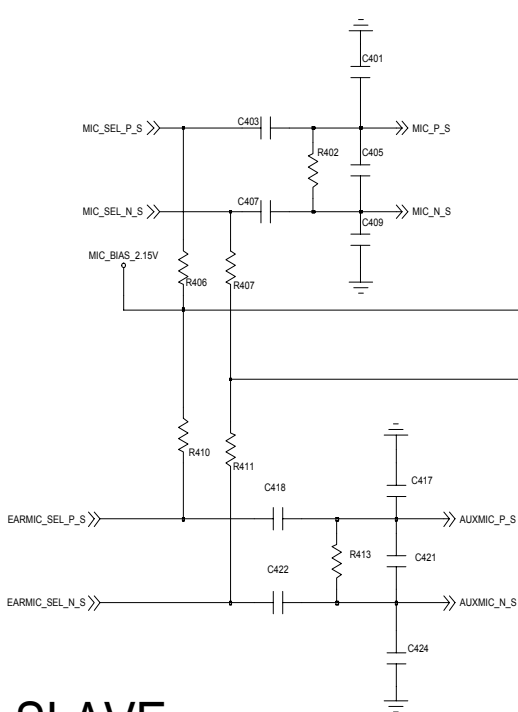 C401
C403
MIC_SEL_P_S
MIC_P_S
R402
C405
C407
MIC_SEL_N_S
MIC_N_S
C409
MIC_BIAS_2.15V
R406
R407
R410
R411
C418
C417
EARMIC_SEL_P_S
AUXMIC_P_S
R413
C421
C422
EARMIC_SEL_N_S
AUXMIC_N_S
C424
SLAVE